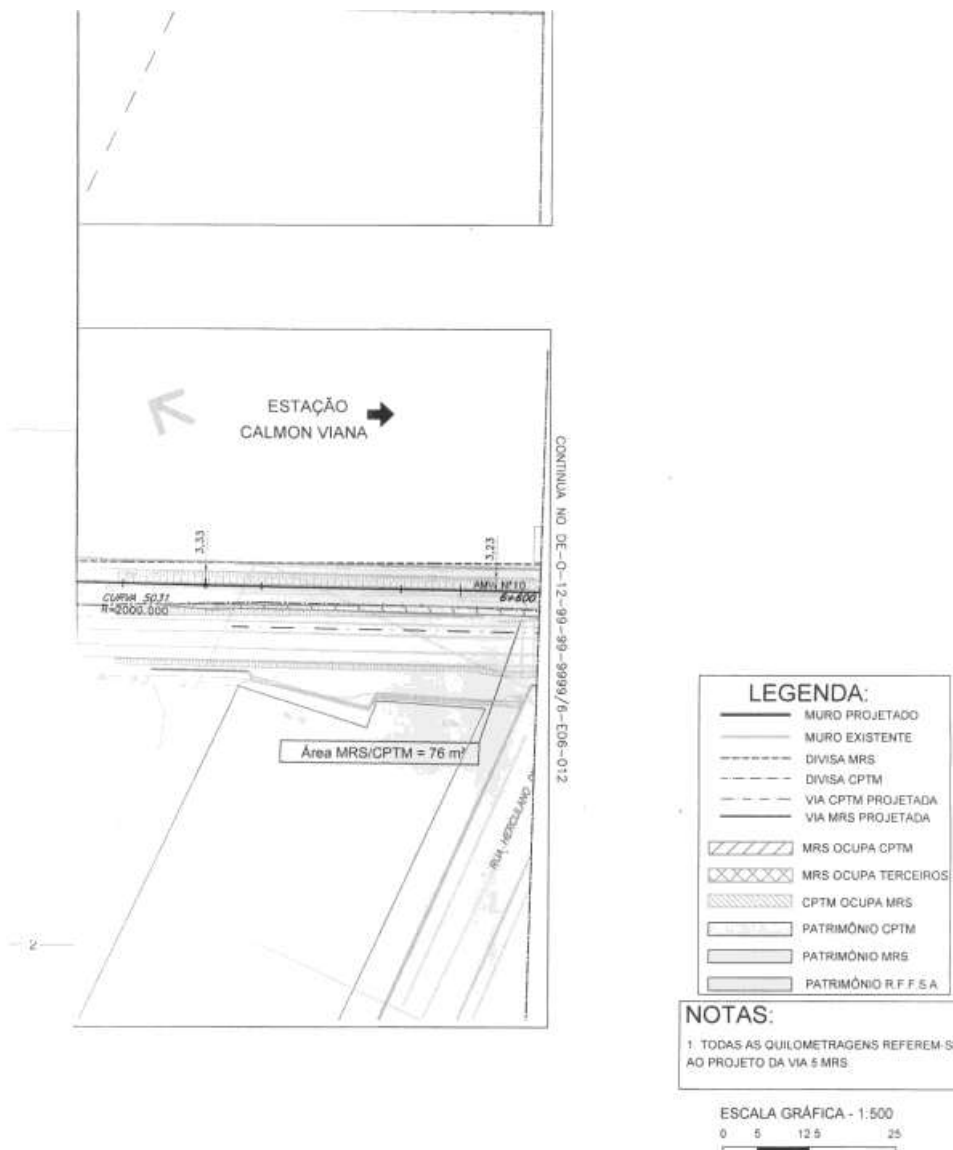 ESTAÇÃO
CALMON VIANA
CONTINUA NO DE-0-12-99-99-9999/6-E06-012
3,33
3,23
CURVA 5031
R=2000.000
AMV Nº10
6+600
Área MRS/CPTM = 76 m²
RUA HERCULANO
2
LEGENDA:
MURO PROJETADO
MURO EXISTENTE
DIVISA MRS
DIVISA CPTM
VIA CPTM PROJETADA
VIA MRS PROJETADA
MRS OCUPA CPTM
MRS OCUPA TERCEIROS
CPTM OCUPA MRS
PATRIMÔNIO CPTM
PATRIMÔNIO MRS
PATRIMÔNIO R.F.F.S.A
NOTAS:
1. TODAS AS QUILOMETRAGENS REFEREM-S
AO PROJETO DA VIA 5 MRS
ESCALA GRÁFICA - 1:500
0 5 12.5 25